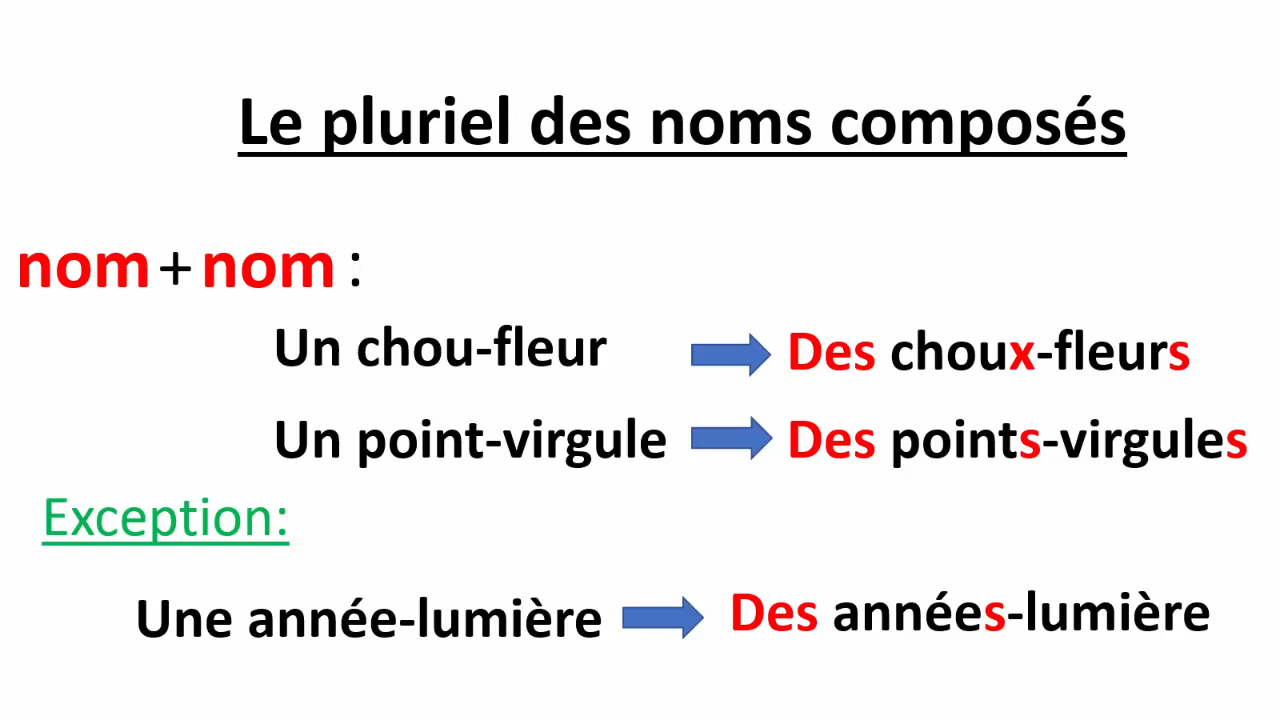 Le pluriel des noms composés
nom + nom :
Un chou-fleur Des choux-fleurs
Un point-virgule Des points-virgules
Exception:
Une année-lumière Des années-lumière